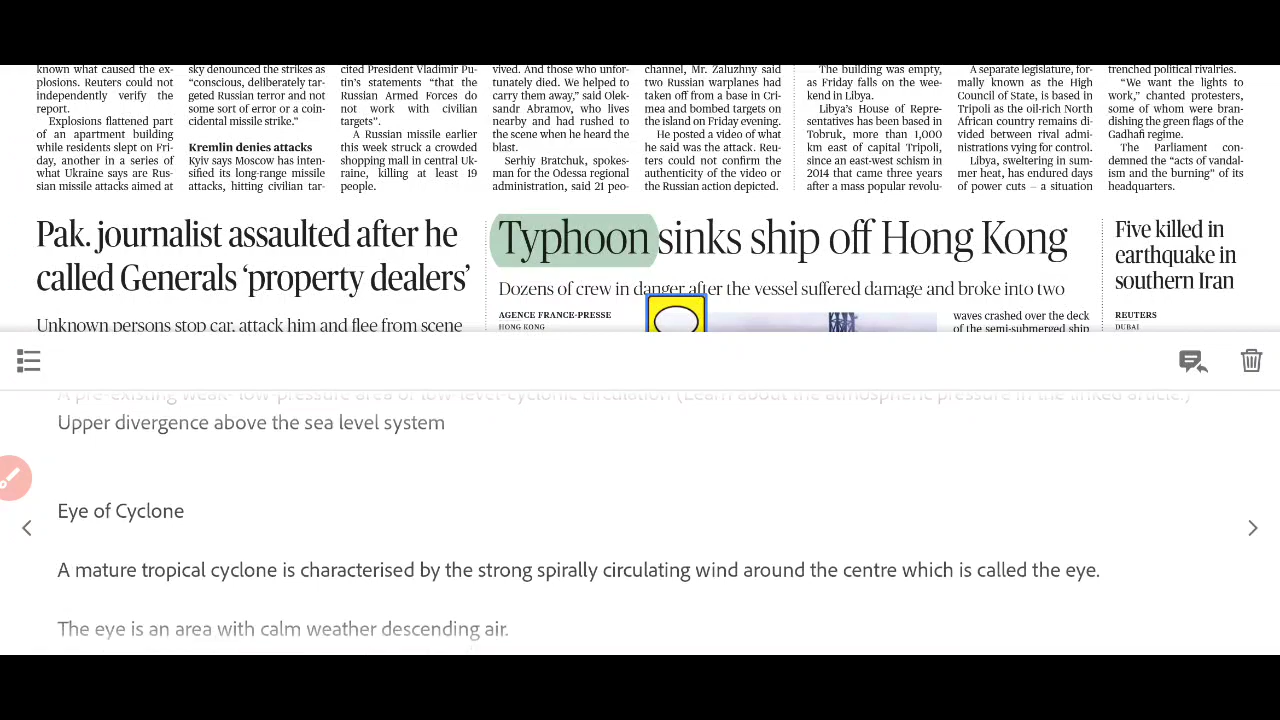 known what caused the ex-
plosions. Reuters could not
independently verify the
report.
Explosions flattened part
of an apartment building
while residents slept on Fri-
day, another in a series of
what Ukraine says are Rus-
sian missile attacks aimed at
sky denounced the strikes as
“conscious, deliberately tar-
geted Russian terror and not
some sort of error or a coin-
cidental missile strike.”
Kremlin denies attacks
Kyiv says Moscow has inten-
sified its long-range missile
attacks, hitting civilian tar-
cited President Vladimir Pu-
tin’s statements “that the
Russian Armed Forces do
not work with civilian
targets”.
A Russian missile earlier
this week struck a crowded
shopping mall in central Uk-
raine, killing at least 19
people.
vived. And those who unfor-
tunately died. We helped to
carry them away,” said Olek-
sandr Abramov, who lives
nearby and had rushed to
the scene when he heard the
blast.
Serhiy Bratchuk, spokes-
man for the Odessa regional
administration, said 21 peo-
channel, Mr. Zaluzhny said
two Russian warplanes had
taken off from a base in Cri-
mea and bombed targets on
the island on Friday evening.
He posted a video of what
he said was the attack. Reu-
ters could not confirm the
authenticity of the video or
the Russian action depicted.
The building was empty,
as Friday falls on the week-
end in Libya.
Libya’s House of Repre-
sentatives has been based in
Tobruk, more than 1,000
km east of capital Tripoli,
since an east-west schism in
2014 that came three years
after a mass popular revolu-
A separate legislature, for-
mally known as the High
Council of State, is based in
Tripoli as the oil-rich North
African country remains di-
vided between rival admi-
nistrations vying for control.
Libya, sweltering in sum-
mer heat, has endured days
of power cuts – a situation
trenched political rivalries.
“We want the lights to
work,” chanted protesters,
some of whom were bran-
dishing the green flags of the
Gadhafi regime.
The Parliament con-
demned the “acts of vandal-
ism and the burning” of its
headquarters.
Pak. journalist assaulted after he
called Generals ‘property dealers’
Unknown persons stop car, attack him and flee from scene
Typhoon sinks ship off Hong Kong
Dozens of crew in danger after the vessel suffered damage and broke into two
AGENCE FRANCE-PRESSE
HONG KONG
waves crashed over the deck
of the semi-submerged ship
Five killed in
earthquake in
southern Iran
REUTERS
DUBAI
A pre-existing weak- low-pressure area or low-level-cyclonic circulation (Learn about the atmospheric pressure in the linked article.)
Upper divergence above the sea level system
Eye of Cyclone
A mature tropical cyclone is characterised by the strong spirally circulating wind around the centre which is called the eye.
The eye is an area with calm weather descending air.